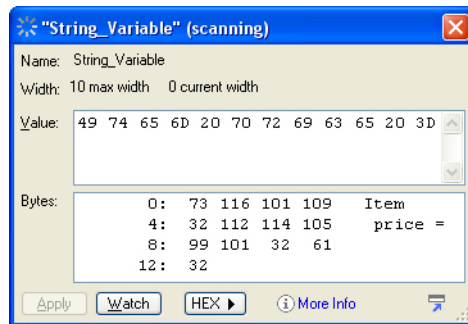 "String_Variable" (scanning)
Name: String_Variable
Width: 10 max width 0 current width
Value: 49 74 65 6D 20 70 72 69 63 65 20 3D
Bytes: 0: 73 116 101 109 Item
4: 32 112 114 105 price =
8: 99 101 32 61
12: 32
Apply Watch HEX More Info